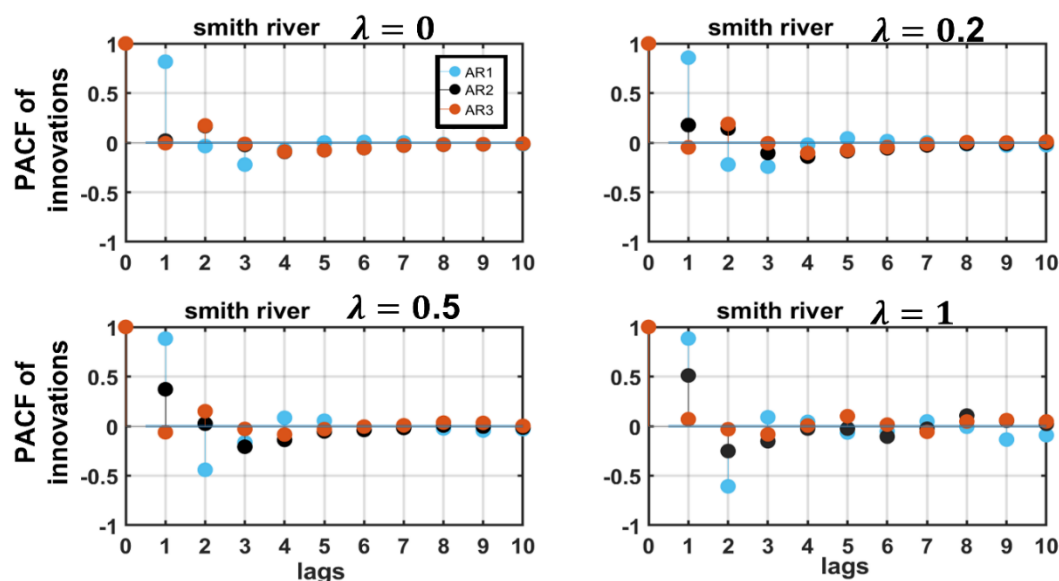 smith river λ = 0
1
0.5
0
-0.5
-1
PACF of
innovations
AR1
AR2
AR3
0 1 2 3 4 5 6 7 8 9 10
smith river λ = 0.2
1
0.5
0
-0.5
-1
0 1 2 3 4 5 6 7 8 9 10
smith river λ = 0.5
1
0.5
0
-0.5
-1
PACF of
innovations
0 1 2 3 4 5 6 7 8 9 10
lags
smith river λ = 1
1
0.5
0
-0.5
-1
0 1 2 3 4 5 6 7 8 9 10
lags